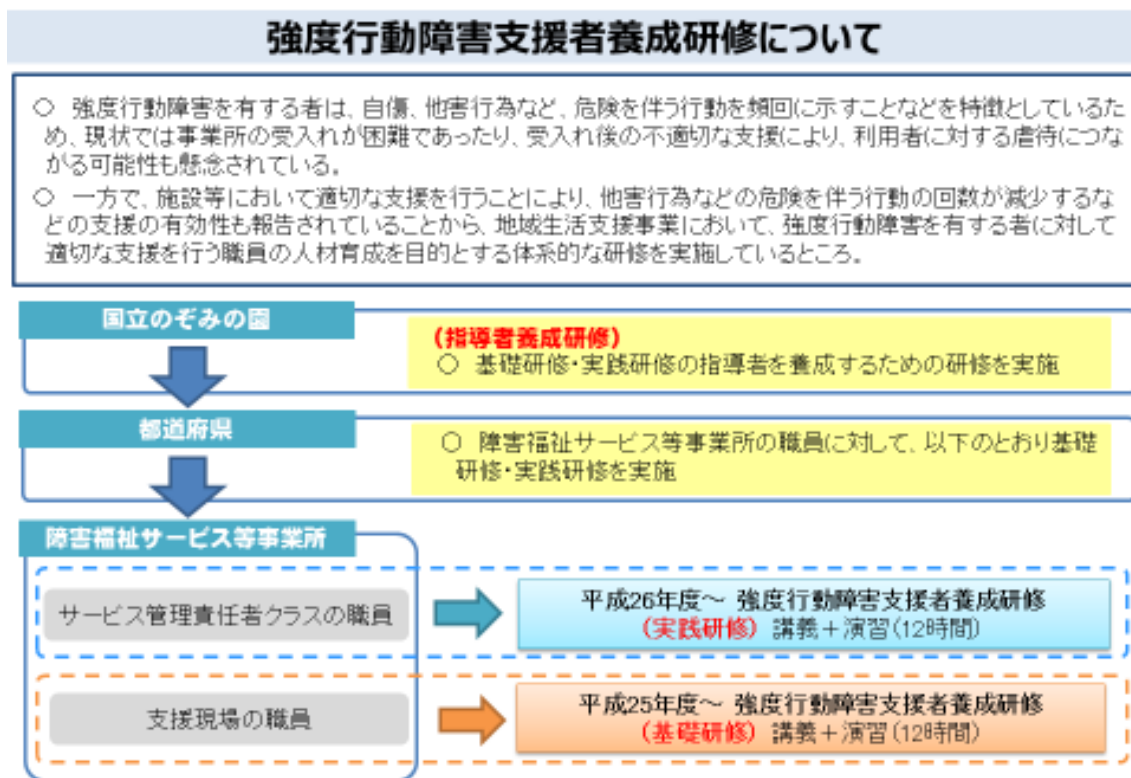 強度行動障害支援者養成研修について
○ 強度行動障害を有する者は、自傷、他害行為など、危険を伴う行動を頻回に示すことなどを特徴としているた
め、現状では事業所の受入れが困難であったり、受入れ後の不適切な支援により、利用者に対する虐待につな
がる可能性も懸念されている。
○ 一方で、施設等において適切な支援を行うことにより、他害行為などの危険を伴う行動の回数が減少するな
どの支援の有効性も報告されていることから、地域生活支援事業において、強度行動障害を有する者に対して
適切な支援を行う職員の人材育成を目的とする体系的な研修を実施しているところ。
国立のぞみの園
（指導者養成研修）
○ 基礎研修・実践研修の指導者を養成するための研修を実施
都道府県
○ 障害福祉サービス等事業所の職員に対して、以下のとおり基礎
研修・実践研修を実施
障害福祉サービス等事業所
サービス管理責任者クラスの職員
平成26年度～ 強度行動障害支援者養成研修
（実践研修） 講義＋演習（12時間）
支援現場の職員
平成25年度～ 強度行動障害支援者養成研修
（基礎研修） 講義＋演習（12時間）